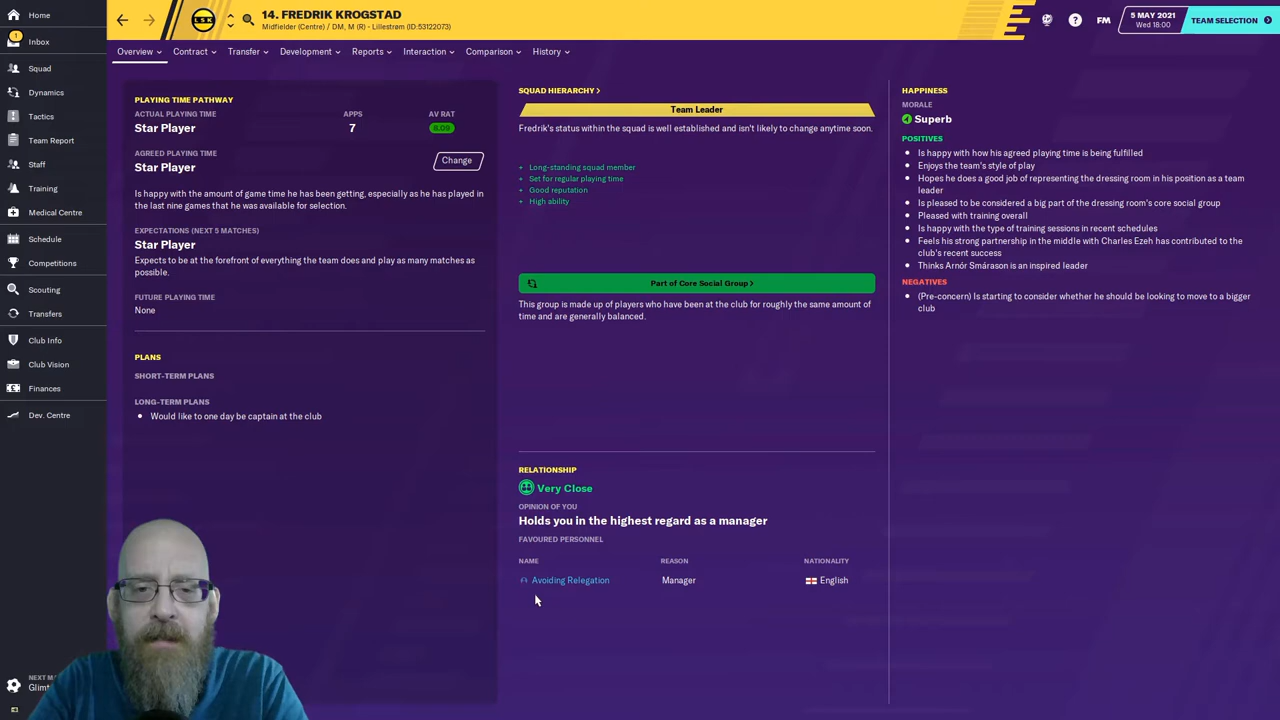 Home
Inbox
Squad
Dynamics
Tactics
Team Report
Staff
Training
Medical Centre
Schedule
Competitions
Scouting
Transfers
Club Info
Club Vision
Finances
Dev. Centre
NEXT M
Glimt
LSK
14. FREDRIK KROGSTAD
Midfielder (Centre) / DM, M (R) - Lillestrøm (ID:53122073)
FM
5 MAY 2021
Wed 18:00
TEAM SELECTION
Overview
Contract
Transfer
Development
Reports
Interaction
Comparison
History
PLAYING TIME PATHWAY
ACTUAL PLAYING TIME
APPS
AV RAT
Star Player
7
8.09
AGREED PLAYING TIME
Star Player
Change
Is happy with the amount of game time he has been getting, especially as he has played in
the last nine games that he was available for selection.
EXPECTATIONS (NEXT 5 MATCHES)
Star Player
Expects to be at the forefront of everything the team does and play as many matches as
possible.
FUTURE PLAYING TIME
None
PLANS
SHORT-TERM PLANS
LONG-TERM PLANS
Would like to one day be captain at the club
SQUAD HIERARCHY >
Team Leader
Fredrik's status within the squad is well established and isn't likely to change anytime soon.
+ Long-standing squad member
+ Set for regular playing time
+ Good reputation
+ High ability
Part of Core Social Group >
This group is made up of players who have been at the club for roughly the same amount of
time and are generally balanced.
RELATIONSHIP
Very Close
OPINION OF YOU
Holds you in the highest regard as a manager
FAVOURED PERSONNEL
NAME
REASON
NATIONALITY
Avoiding Relegation
Manager
English
HAPPINESS
MORALE
Superb
POSITIVES
Is happy with how his agreed playing time is being fulfilled
Enjoys the team's style of play
Hopes he does a good job of representing the dressing room in his position as a team
leader
Is pleased to be considered a big part of the dressing room's core social group
Pleased with training overall
Is happy with the type of training sessions in recent schedules
Feels his strong partnership in the middle with Charles Ezeh has contributed to the
club's recent success
Thinks Arnór Smárason is an inspired leader
NEGATIVES
(Pre-concern) Is starting to consider whether he should be looking to move to a bigger
club